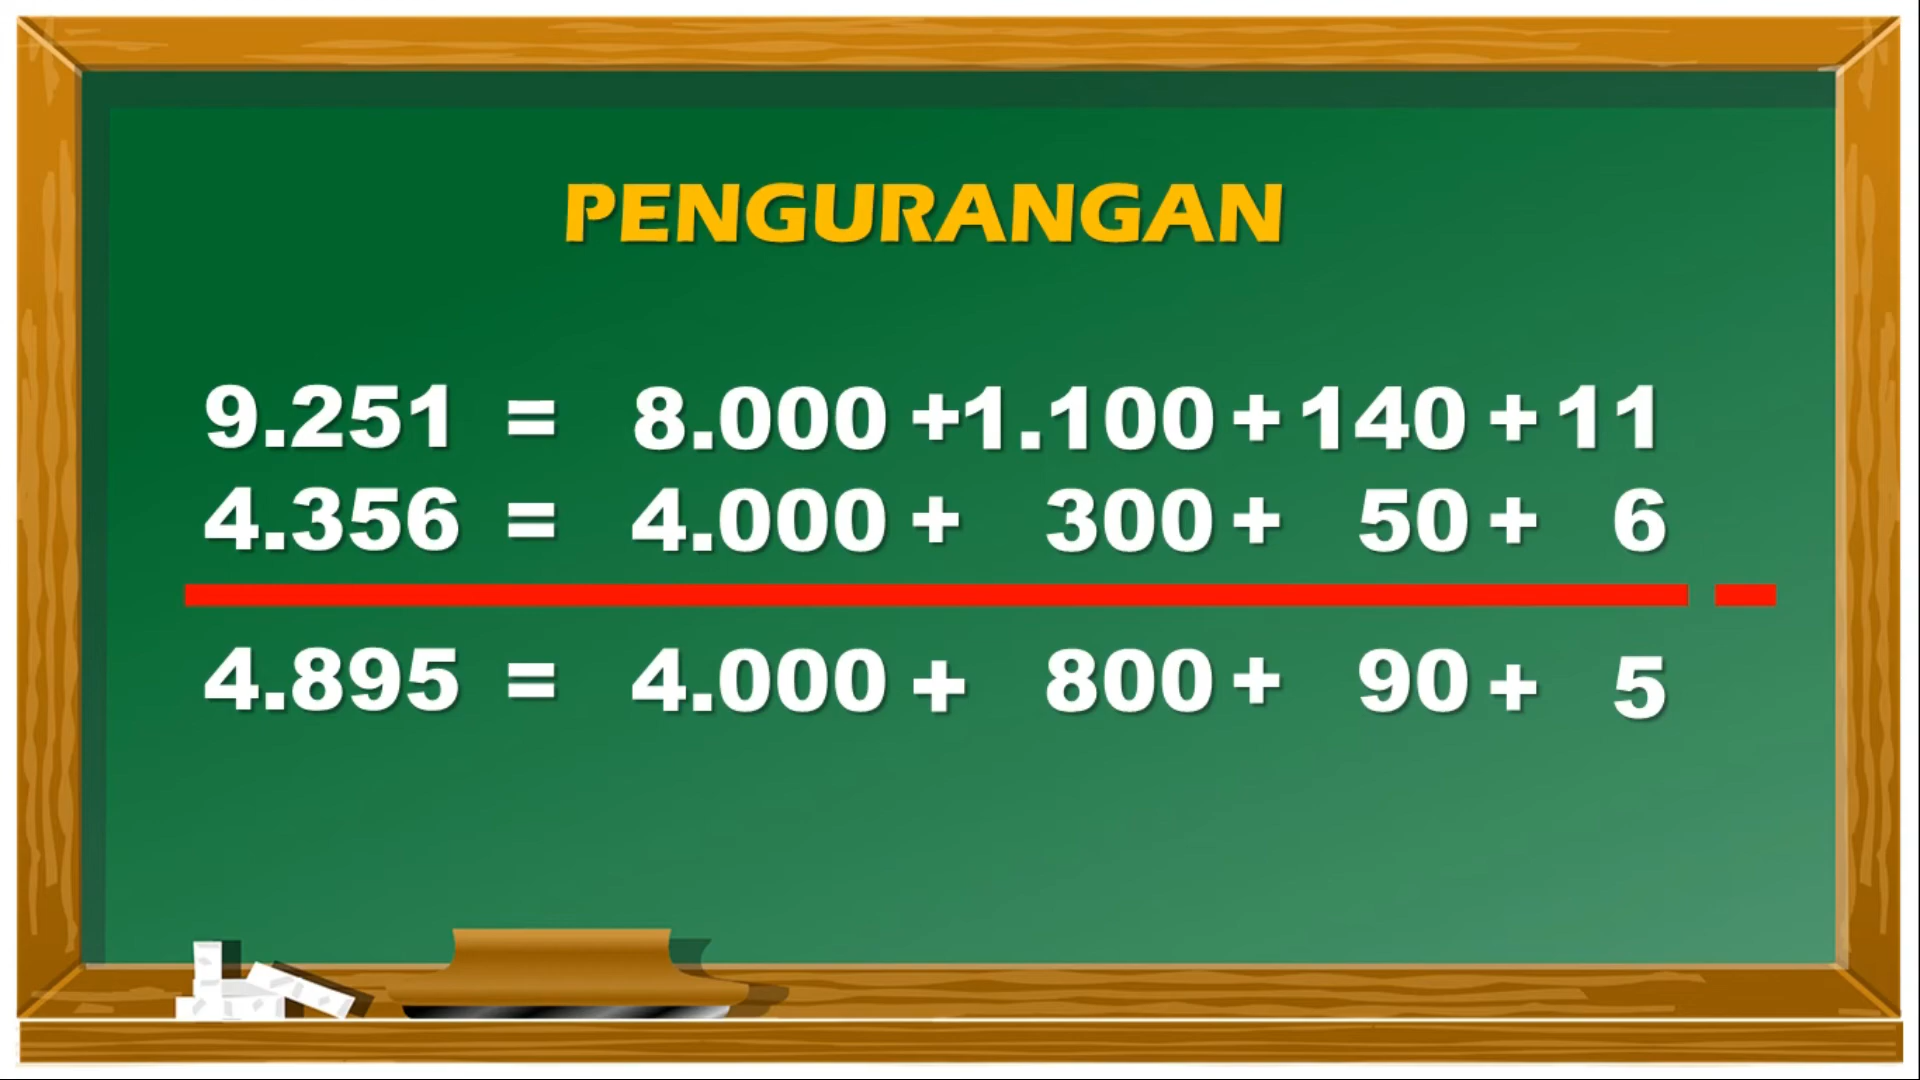 PENGURANGAN
9.251 = 8.000 +1.100 + 140 + 11
4.356 = 4.000 + 300 + 50 + 6
4.895 = 4.000 + 800 + 90 + 5